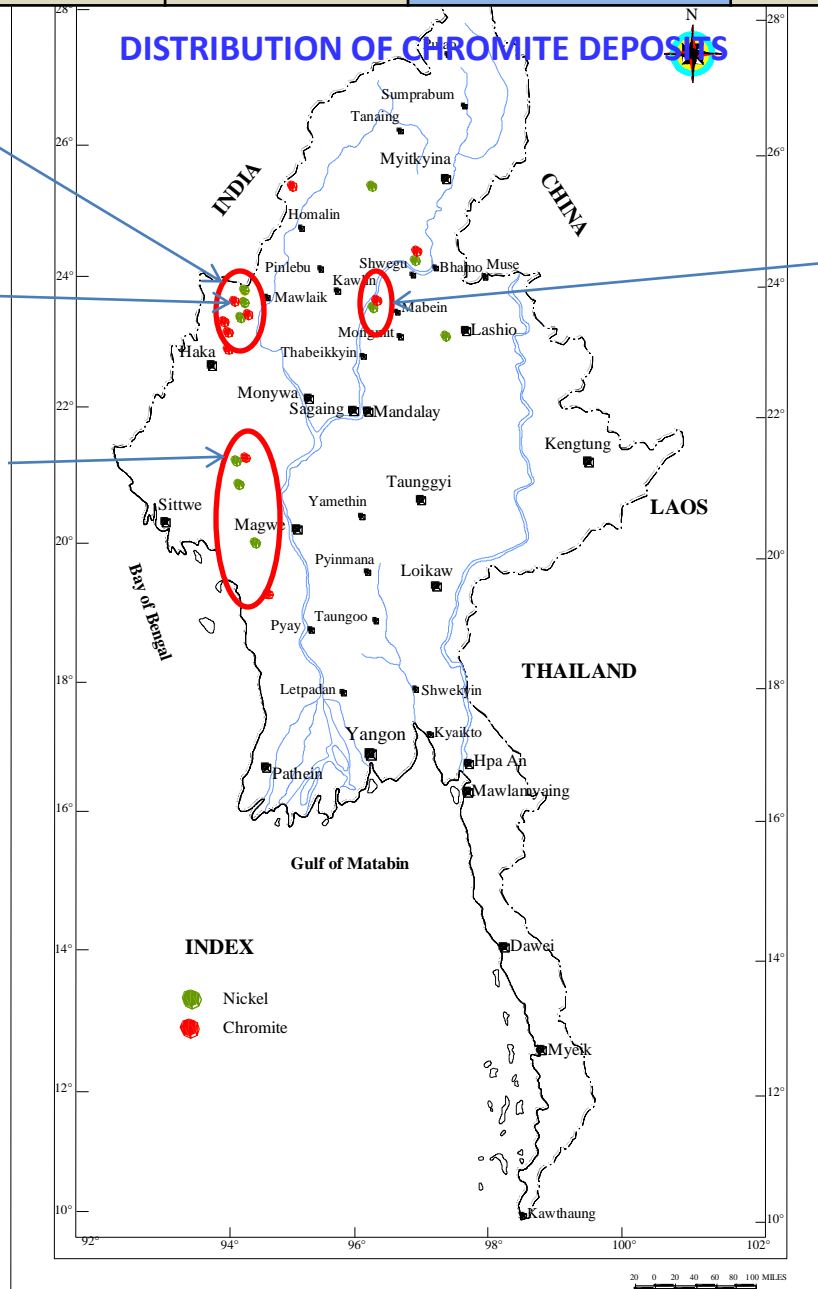 28°
28°
DISTRIBUTION OF CHROMITE DEPOSITS
N
Sumprabum
Tanaing
26°
26°
Myitkyina
INDIA
CHINA
Homalin
Pinlebu
Shwegu
Bhamo
Muse
24°
24°
Kawlin
Mawlaik
Mabein
Mongmit
Lashio
Haka
Thabeikkyin
Monywa
22°
22°
Sagaing
Mandalay
Kengtung
Taunggyi
Sittwe
Yamethin
LAOS
Magwe
20°
20°
Pyinmana
Loikaw
Bay of Bengal
Taungoo
Pyay
THAILAND
18°
18°
Letpadan
Shwekyin
Yangon
Kyaikto
Hpa An
Pathein
Mawlamyaing
16°
16°
Gulf of Matabin
INDEX
14°
14°
Dawei
Nickel
Chromite
Myeik
12°
12°
10°
10°
Kawthaung
92°
94°
96°
98°
100°
102°
20 0 20 40 60 80 100 MILES